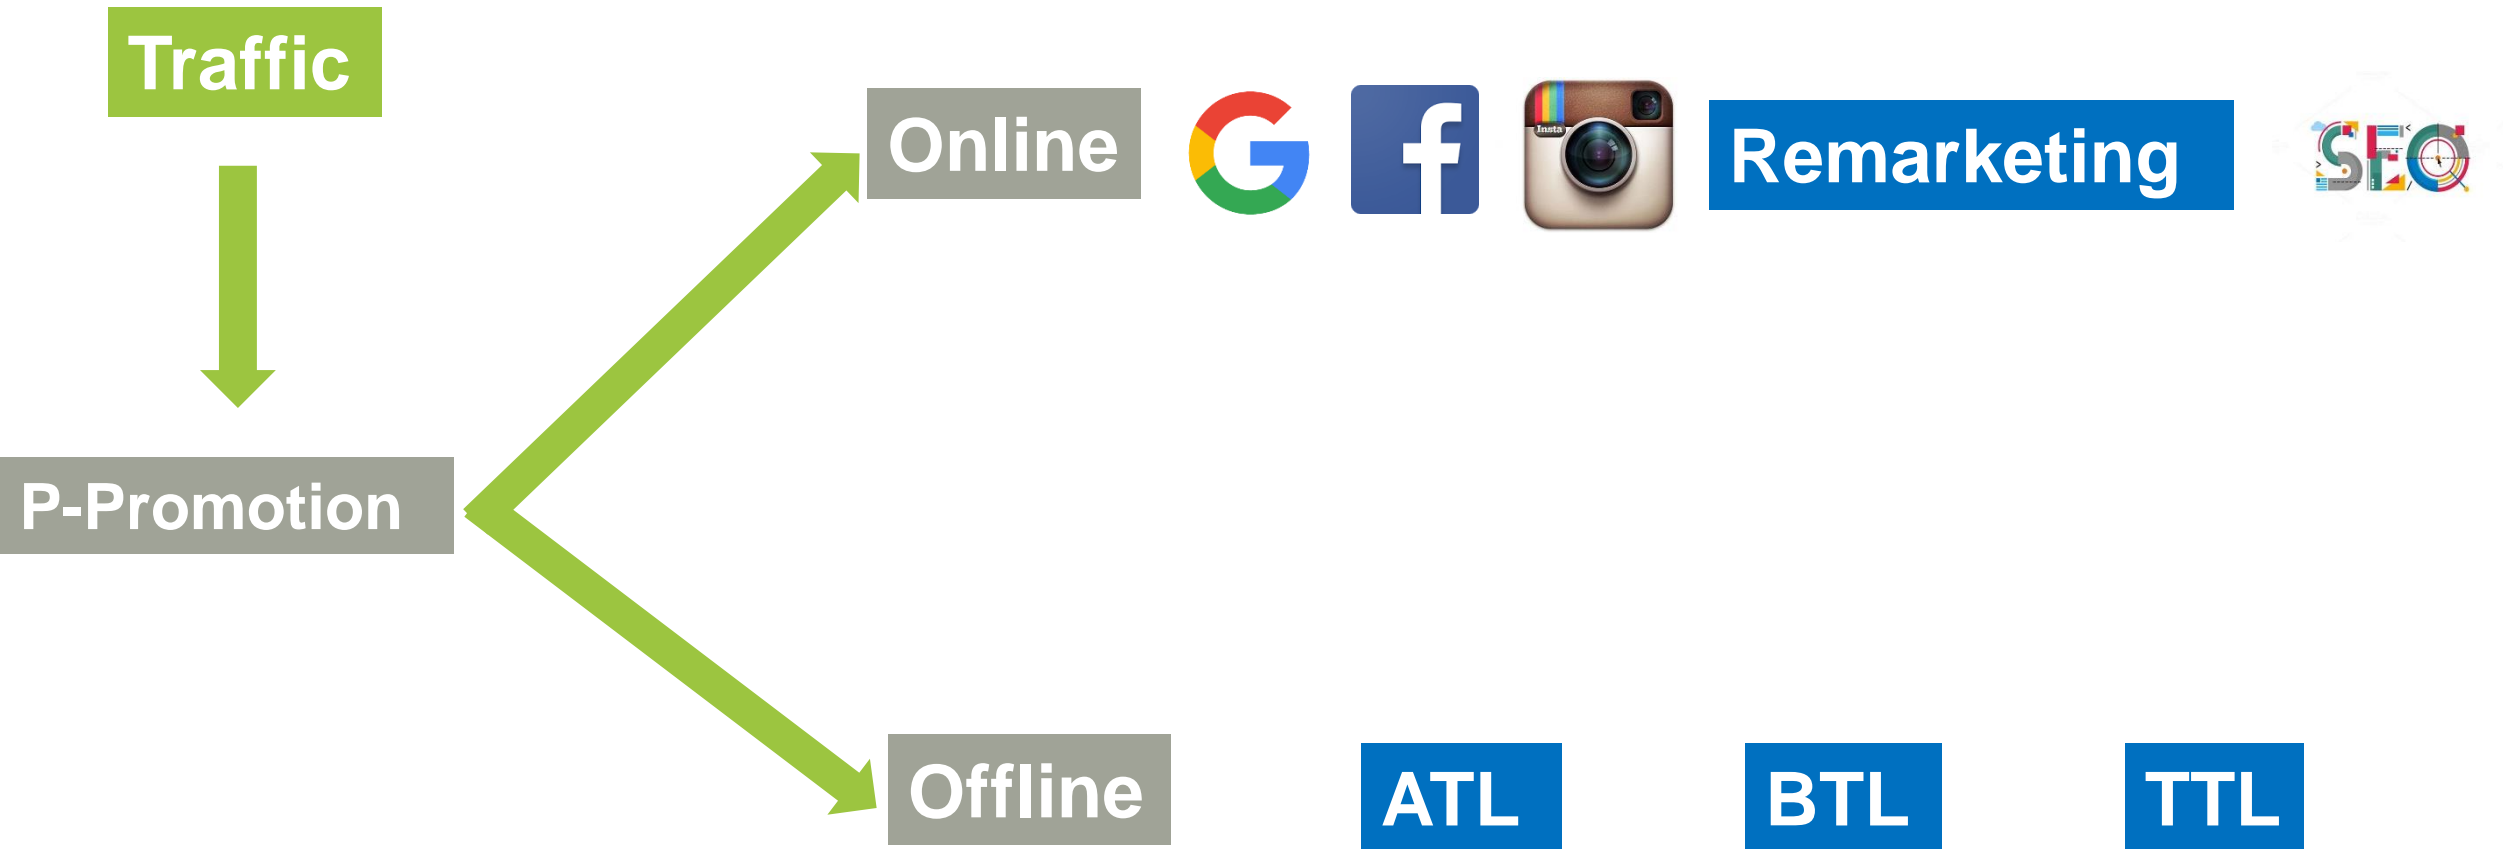 Traffic
Online
Insta
Remarketing
SEO
P-Promotion
Offline
ATL
BTL
TTL